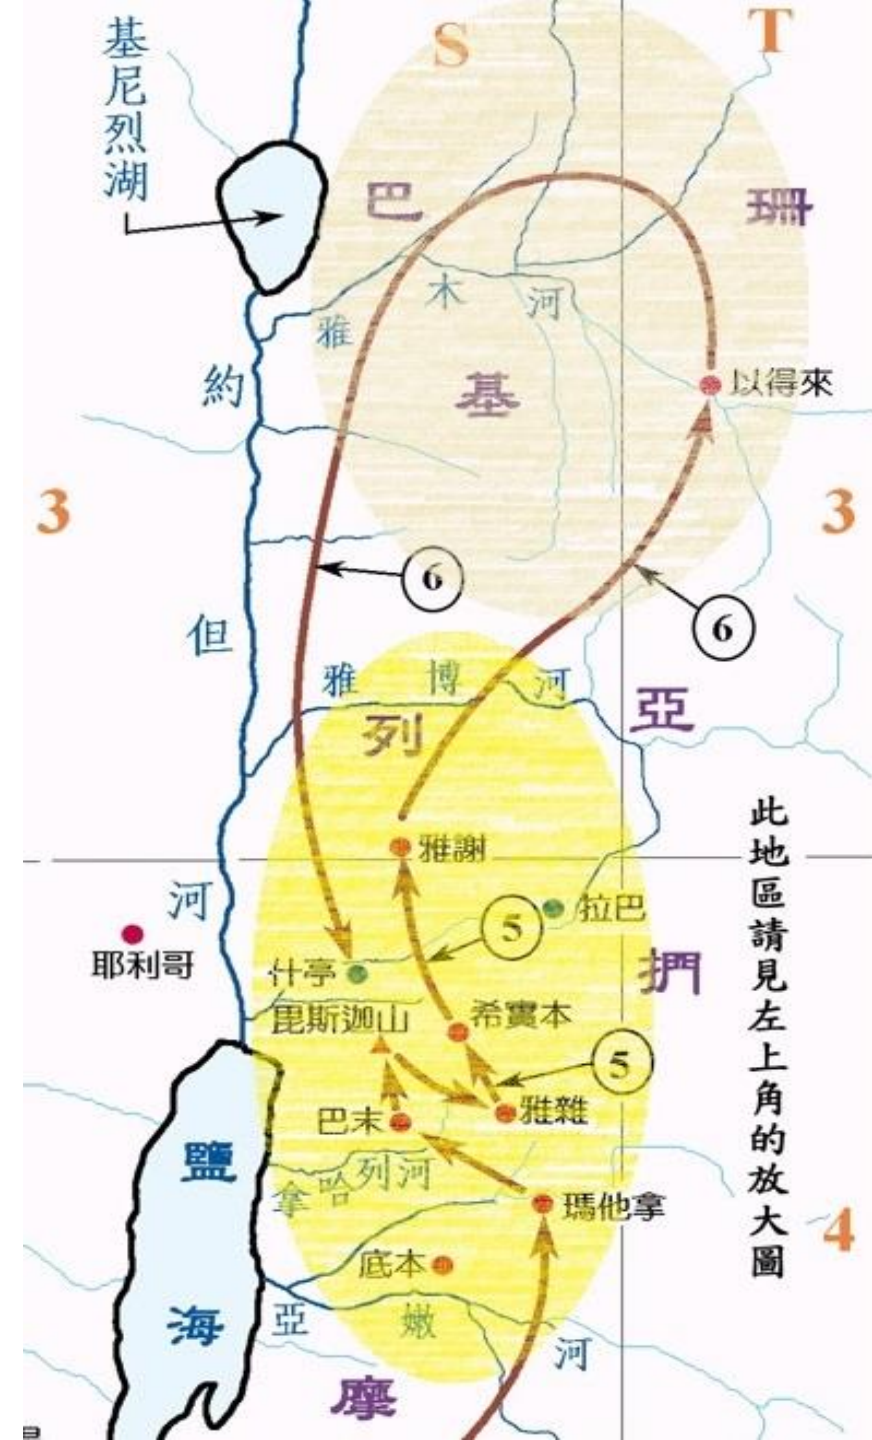 S
T
基尼烈湖
巴
珊
雅
木
河
基
約
以得來
3
3
6
6
但
雅
博
河
列
亞
雅謝
此地區請見左上角的放大圖
河
拉巴
5
耶利哥
什亭
捫
毘斯迦山
希實本
5
雅雜
巴末
鹽
拿
哈
列
河
瑪他拿
4
底本
海
亞
嫩
河
摩